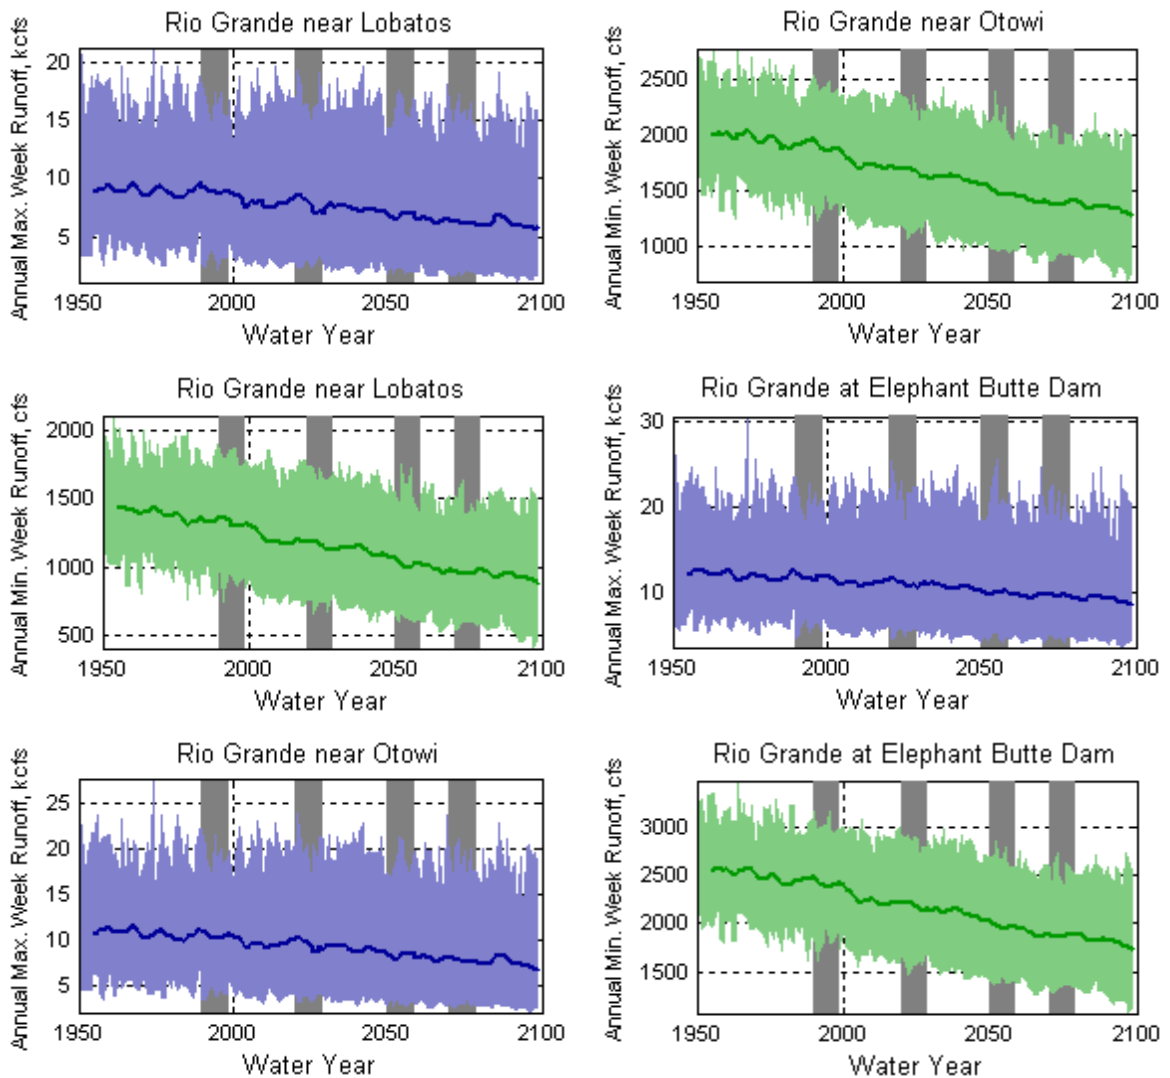 Rio Grande near Lobatos
Annual Max. Week Runoff, kcfs
20
15
10
5
1950 2000 2050 2100
Water Year
Rio Grande near Otowi
Annual Min. Week Runoff, cfs
2500
2000
1500
1000
1950 2000 2050 2100
Water Year
Rio Grande near Lobatos
Annual Min. Week Runoff, cfs
2000
1500
1000
500
1950 2000 2050 2100
Water Year
Rio Grande at Elephant Butte Dam
Annual Max. Week Runoff, kcfs
30
20
10
1950 2000 2050 2100
Water Year
Rio Grande near Otowi
Annual Max. Week Runoff, kcfs
25
20
15
10
5
1950 2000 2050 2100
Water Year
Rio Grande at Elephant Butte Dam
Annual Min. Week Runoff, cfs
3000
2500
2000
1500
1950 2000 2050 2100
Water Year